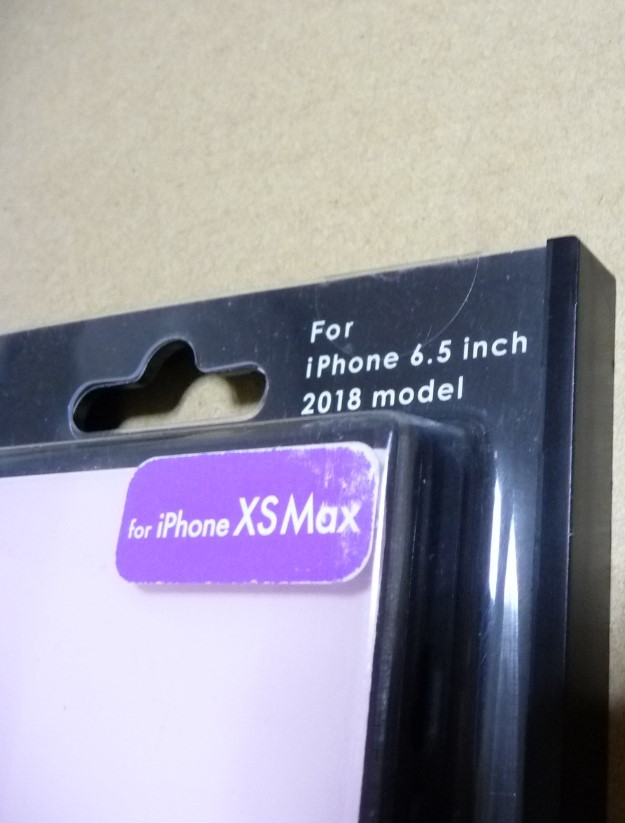 For
iPhone 6.5 inch
2018 model
for iPhone XS Max